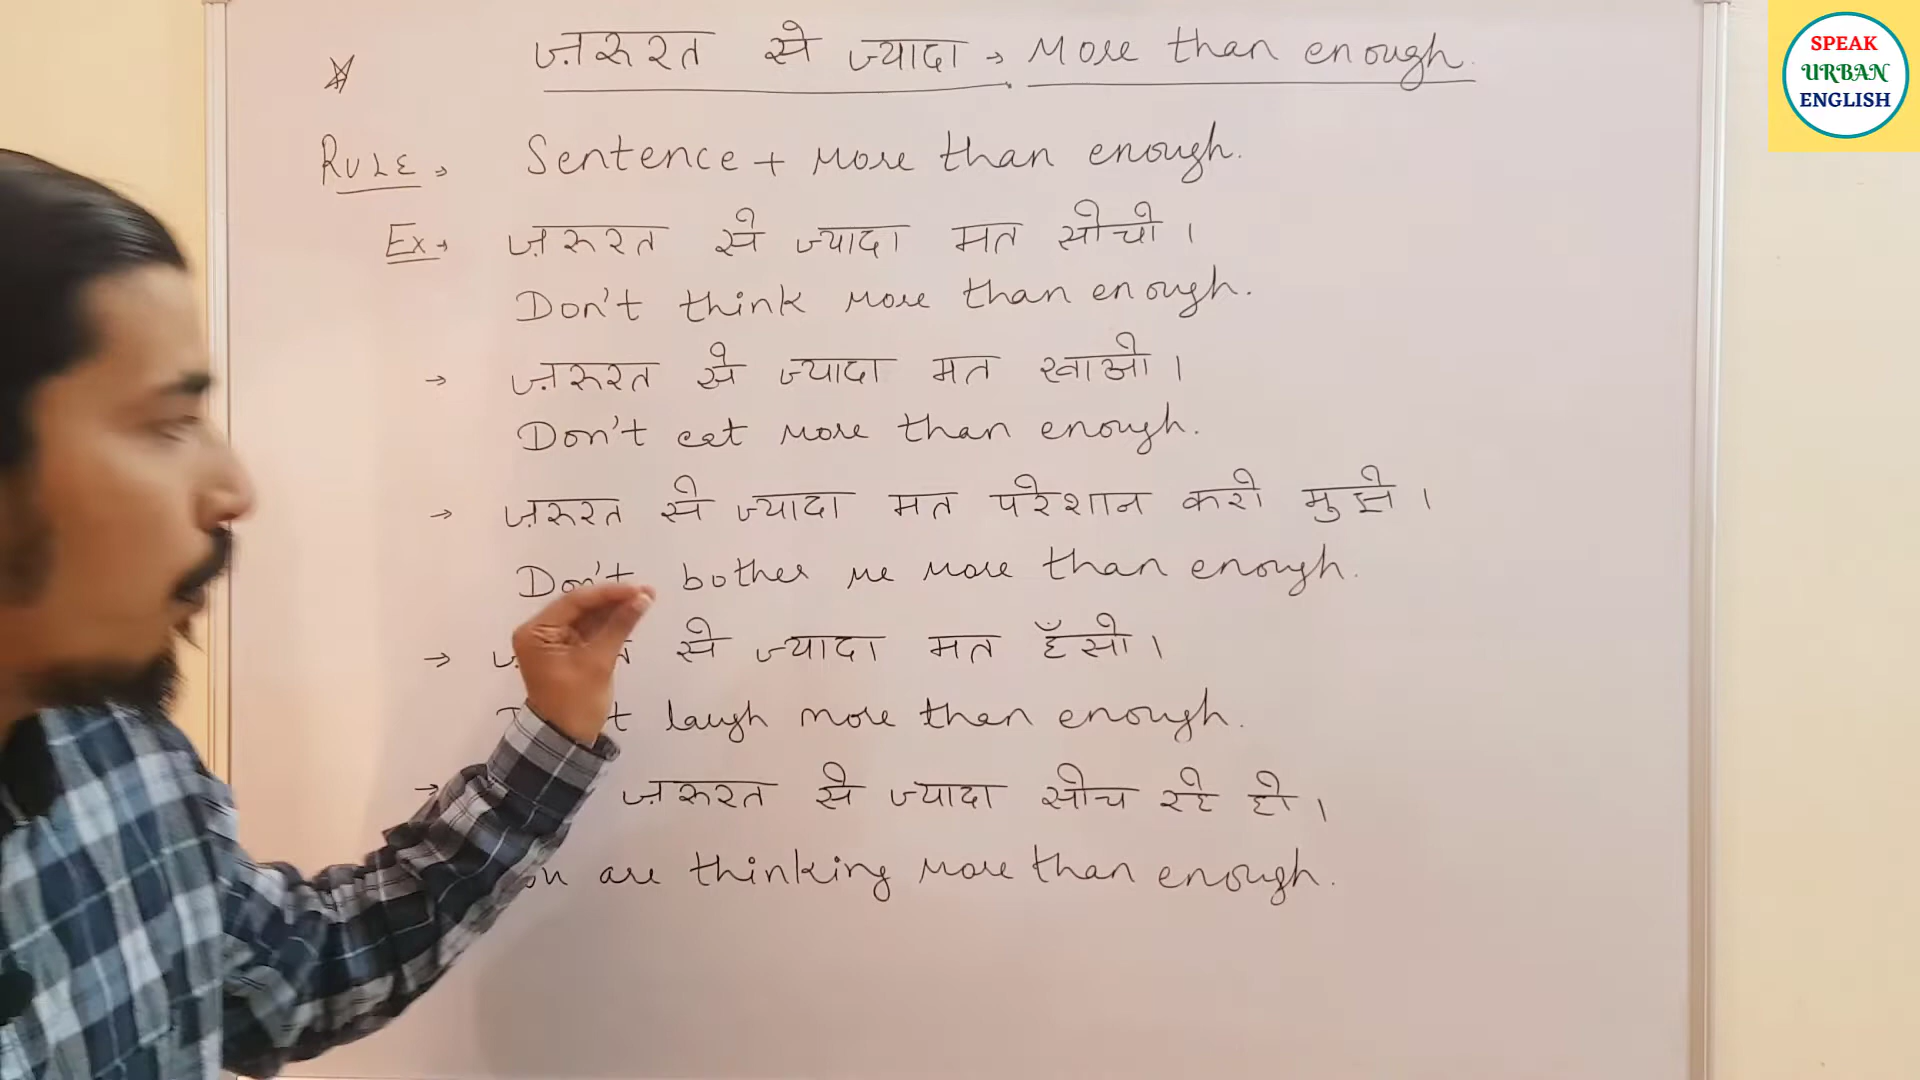 ज़रूरत से ज्यादा → More than enough.
RULE → Sentence + More than enough.
Ex → ज़रूरत से ज्यादा मत सोचो।
Don't think more than enough.
→ ज़रूरत से ज्यादा मत खाओ।
Don't eat more than enough.
→ ज़रूरत से ज्यादा मत परेशान करो मुझे।
Don't bother me more than enough.
→ से ज्यादा मत हँसो।
laugh more than enough.
→ ज़रूरत से ज्यादा सोच रहे हो।
are thinking more than enough.
SPEAK
URBAN
ENGLISH